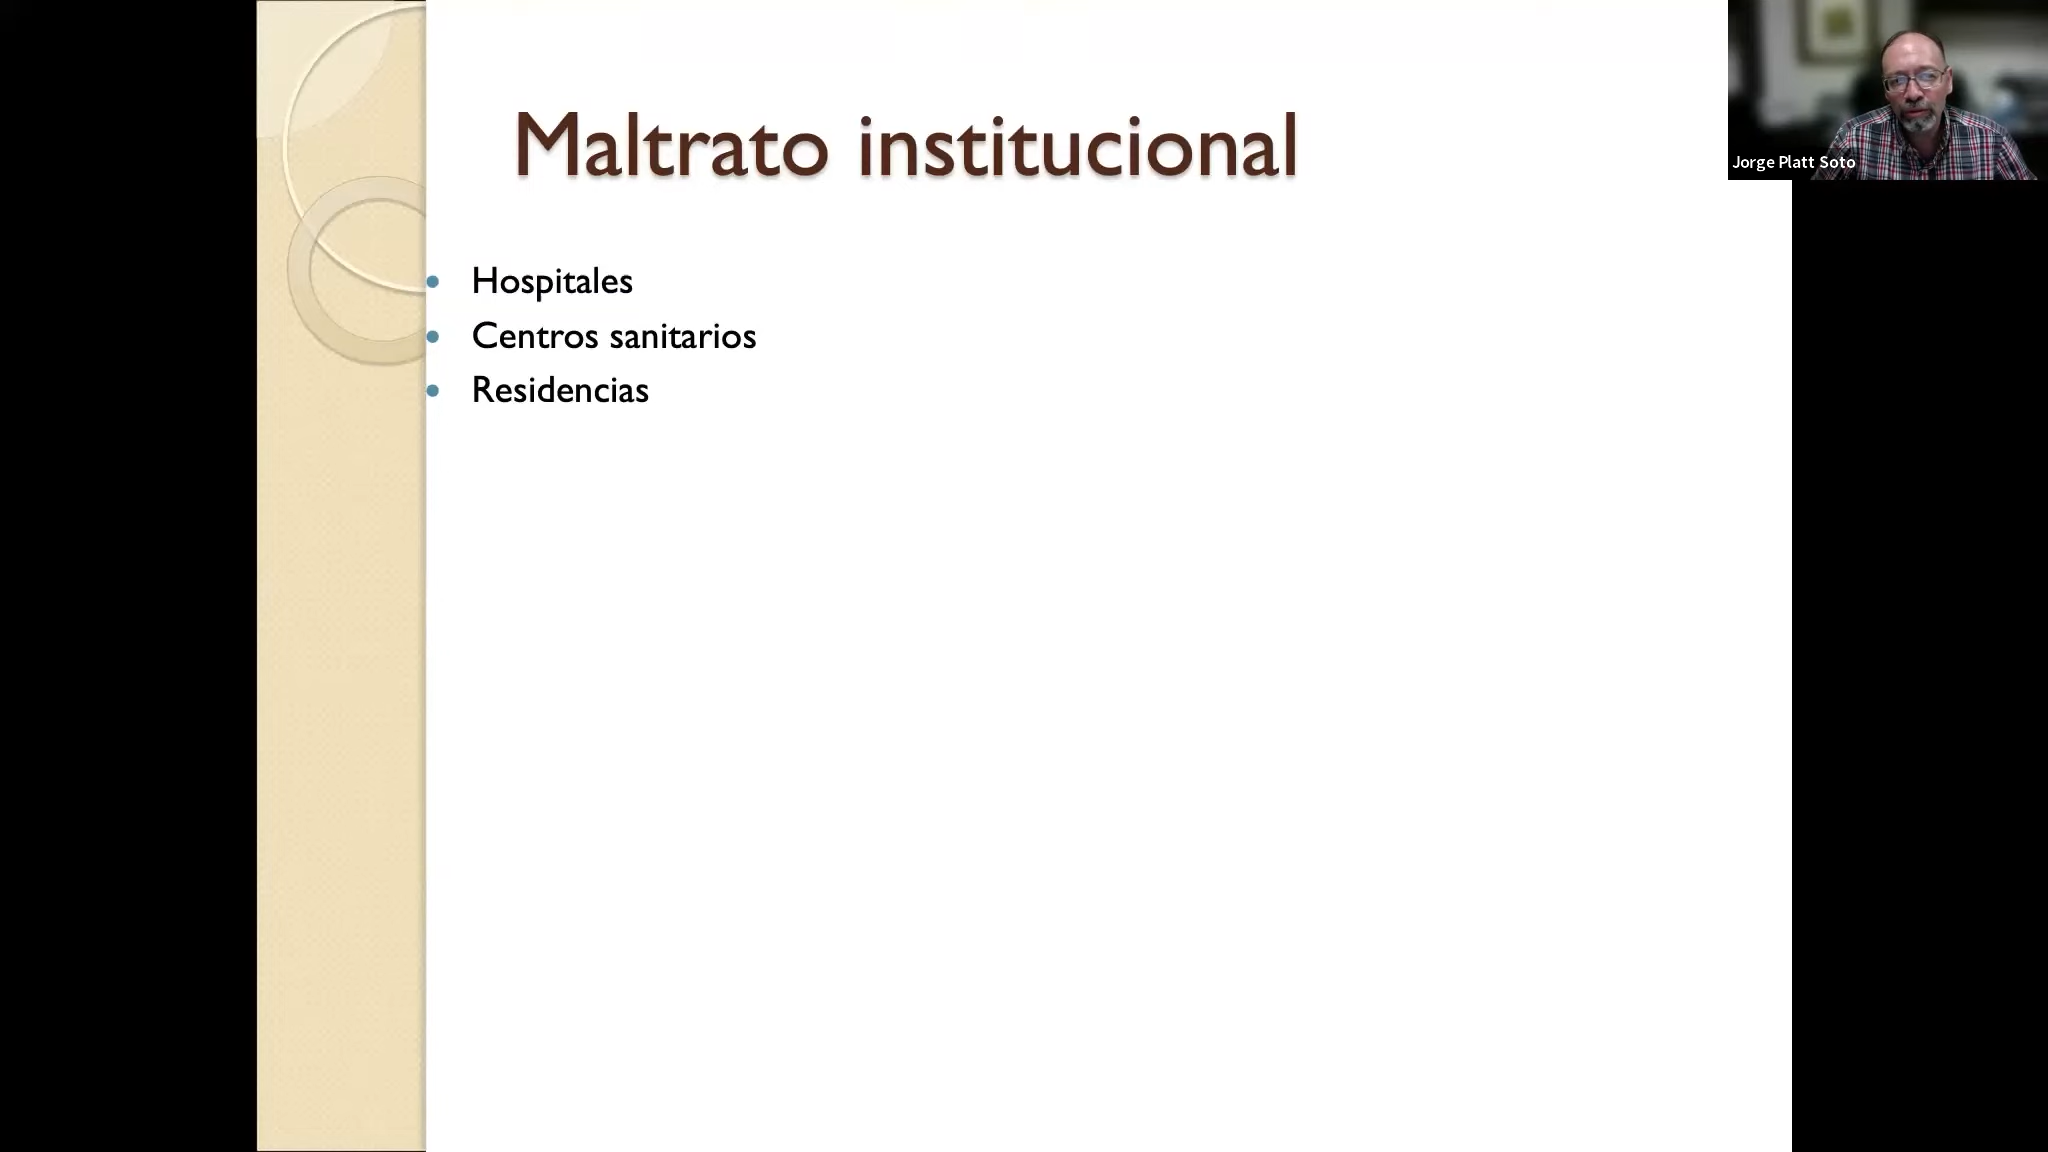 Maltrato institucional
Jorge Platt Soto
• Hospitales
• Centros sanitarios
• Residencias